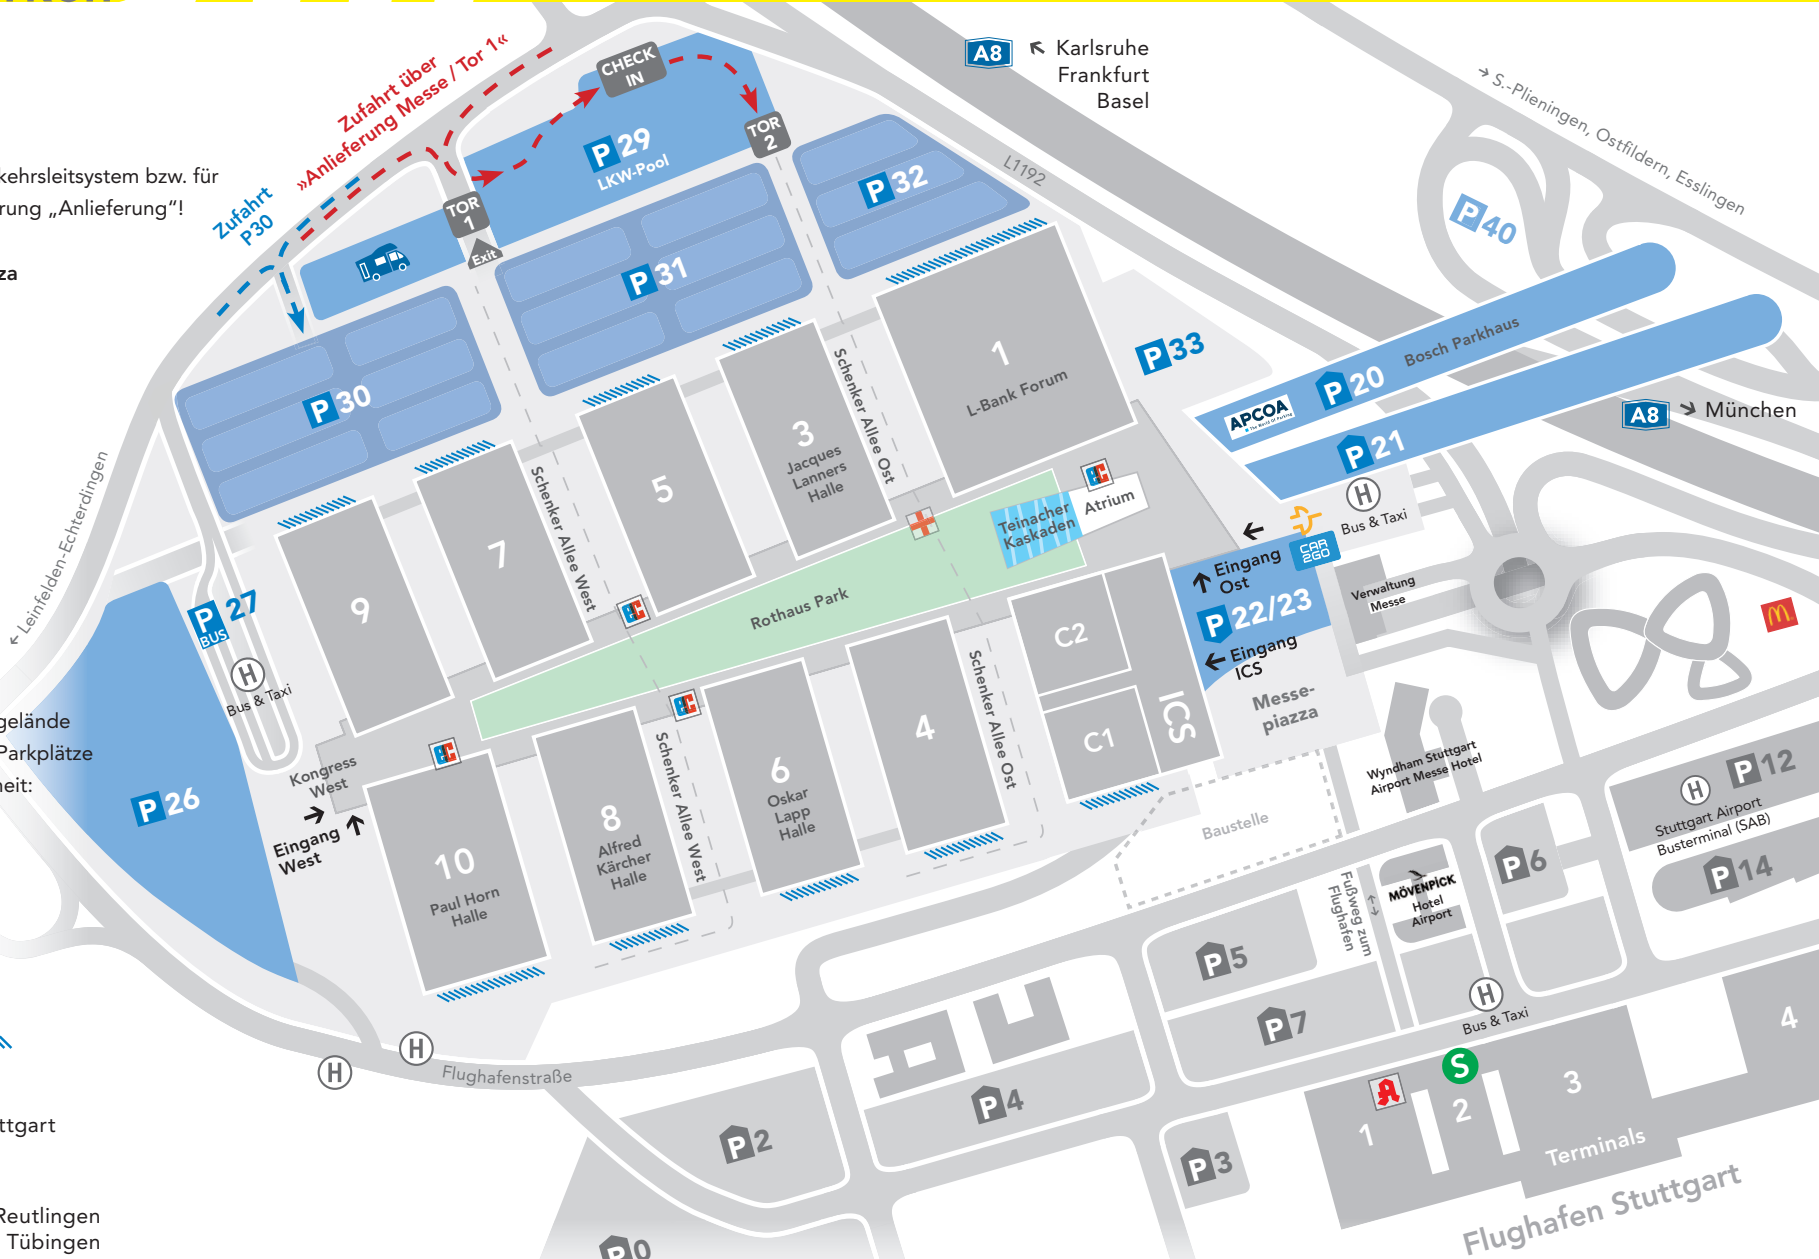 A8
Karlsruhe
Frankfurt
Basel
S.-Plieningen, Ostfildern, Esslingen
L1192
Zufahrt über
»Anlieferung Messe / Tor 1«
CHECK
IN
TOR
2
P 29
LKW-Pool
P 32
kehrsleitsystem bzw. für
rung „Anlieferung“!
Zufahrt
P30
TOR
1
Exit
P 40
za
P 31
P 30
P 33
Bosch Parkhaus
P 20
APCOA
P 21
A8
München
1
L-Bank Forum
3
Jacques
Lanners
Halle
Schenker Allee Ost
5
Schenker Allee West
7
9
Leinfelden-Echterdingen
Atrium
Teinacher
Kaskaden
Rothaus Park
H
Bus & Taxi
CAR
2GO
Eingang
Ost
P 22/23
Eingang
ICS
Verwaltung
Messe
Messe-
piazza
P 27
BUS
H
Bus & Taxi
C2
C1
ICS
4
Schenker Allee Ost
6
Oskar
Lapp
Halle
Schenker Allee West
8
Alfred
Kärcher
Halle
10
Paul Horn
Halle
Kongress
West
Eingang
West
P 26
gelände
Parkplätze
heit:
Wyndham Stuttgart
Airport Messe Hotel
Baustelle
H
P 12
Stuttgart Airport
Busterminal (SAB)
P 14
P 6
MÖVENPICK
Hotel
Airport
Fußweg zum
Flughafen
P 5
P 7
H
Bus & Taxi
S
A
1
2
3
4
Terminals
Flughafen Stuttgart
H
H
Flughafenstraße
P 4
P 2
P 3
P 0
ttgart
Reutlingen
Tübingen